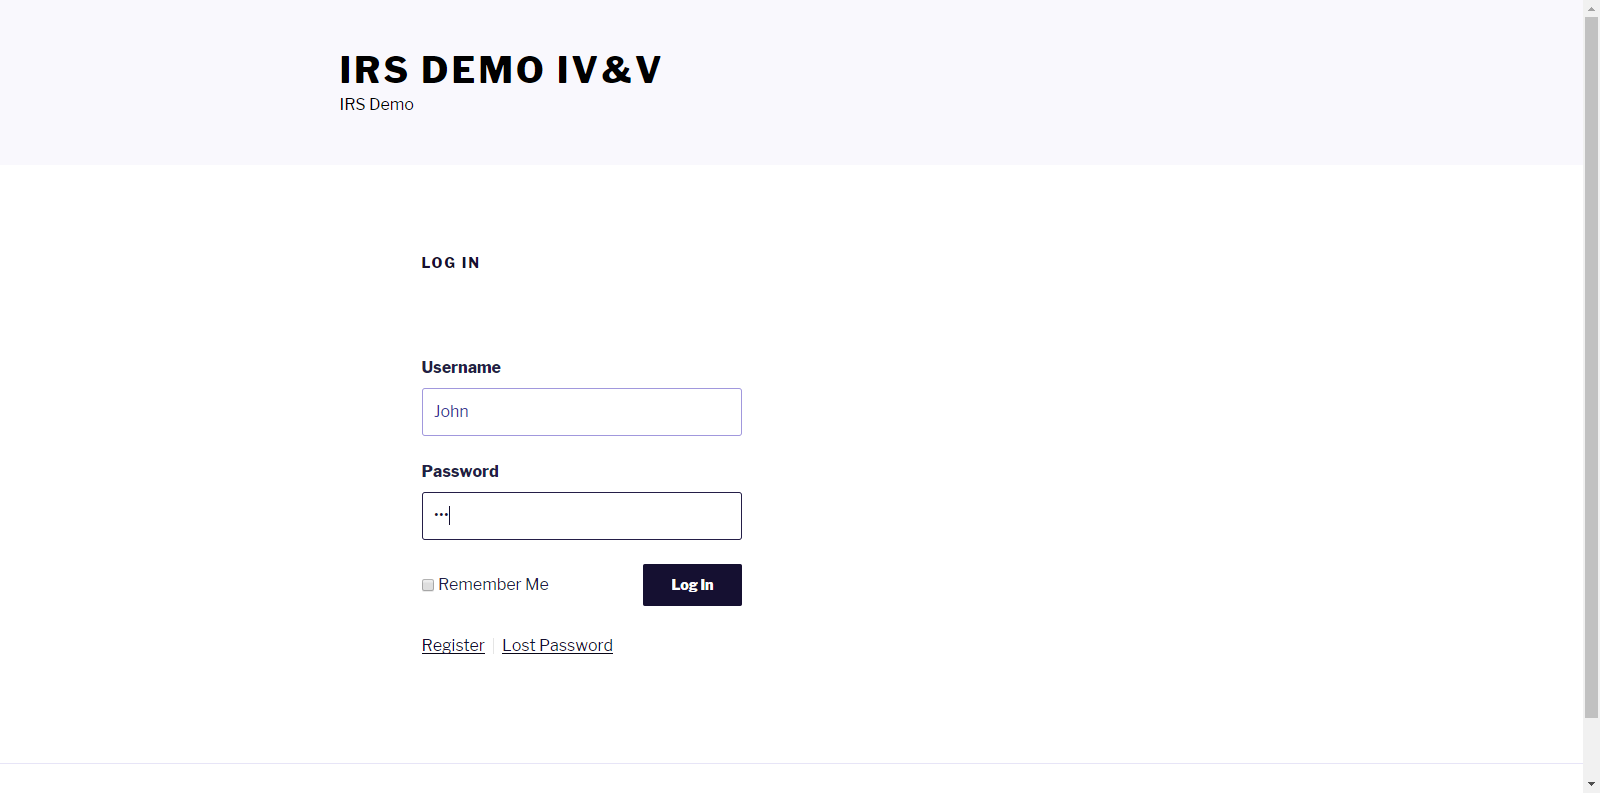 IRS DEMO IV&V
IRS Demo
LOG IN
Username
John
Password
•••
Remember Me Log In
Register Lost Password